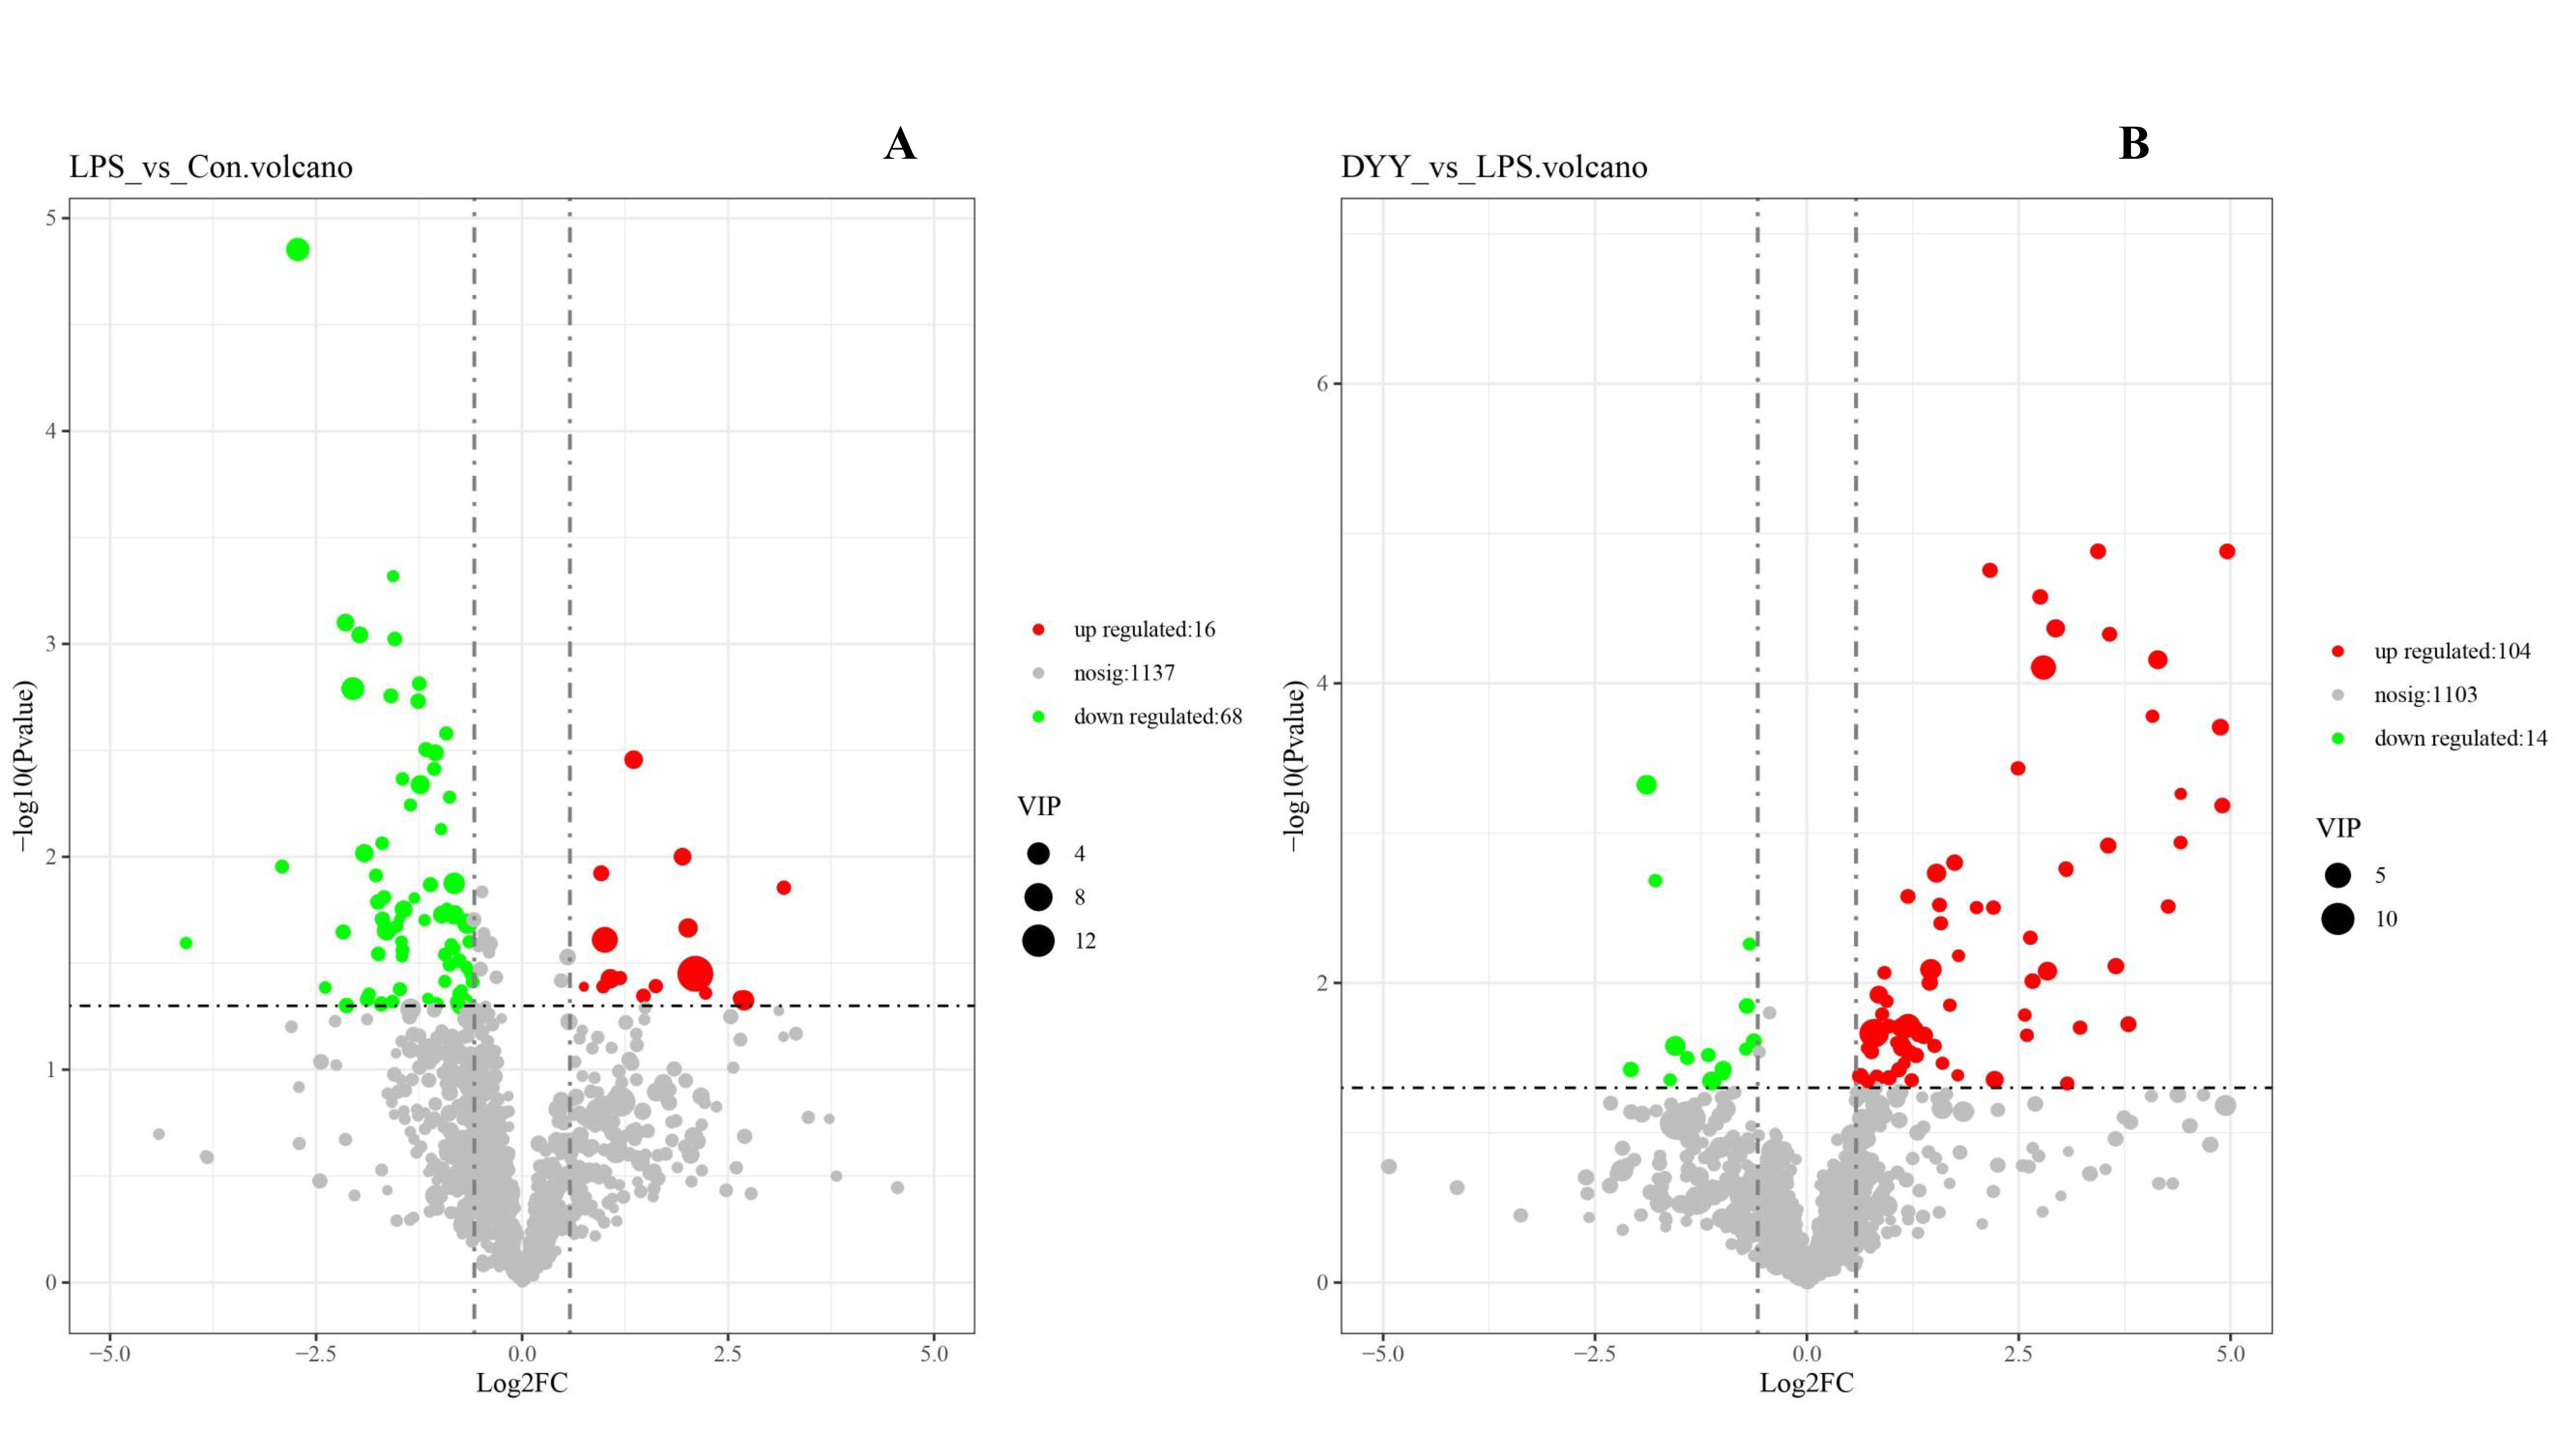 A
LPS_vs_Con.volcano
5
4
3
2
1
0
−log10(Pvalue)
−5.0
−2.5
0.0
2.5
5.0
Log2FC
up regulated:16
nosig:1137
down regulated:68
VIP
4
8
12
B
DYY_vs_LPS.volcano
6
4
2
0
−log10(Pvalue)
−5.0
−2.5
0.0
2.5
5.0
Log2FC
up regulated:104
nosig:1103
down regulated:14
VIP
5
10